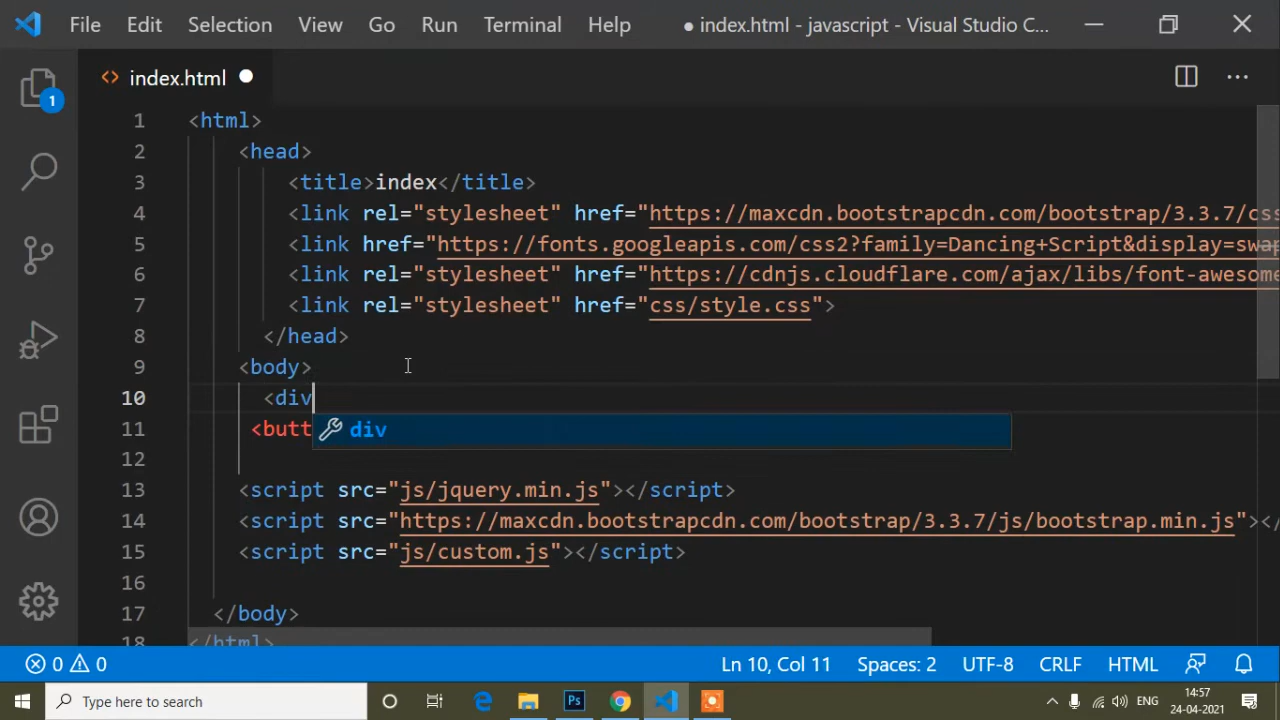 File Edit Selection View Go Run Terminal Help ● index.html - javascript - Visual Studio C...
1
<> index.html ●
1 <html>
2 <head>
3 <title>index</title>
4 <link rel="stylesheet" href="https://maxcdn.bootstrapcdn.com/bootstrap/3.3.7/css
5 <link href="https://fonts.googleapis.com/css2?family=Dancing+Script&display=swap
6 <link rel="stylesheet" href="https://cdnjs.cloudflare.com/ajax/libs/font-awesome
7 <link rel="stylesheet" href="css/style.css">
8 </head>
9 <body>
10 <div
11 <butt
div
12
13 <script src="js/jquery.min.js"></script>
14 <script src="https://maxcdn.bootstrapcdn.com/bootstrap/3.3.7/js/bootstrap.min.js"></
15 <script src="js/custom.js"></script>
16
17 </body>
18 </html>
0 0 Ln 10, Col 11 Spaces: 2 UTF-8 CRLF HTML
Type here to search
Ps
ENG
14:57
24-04-2021